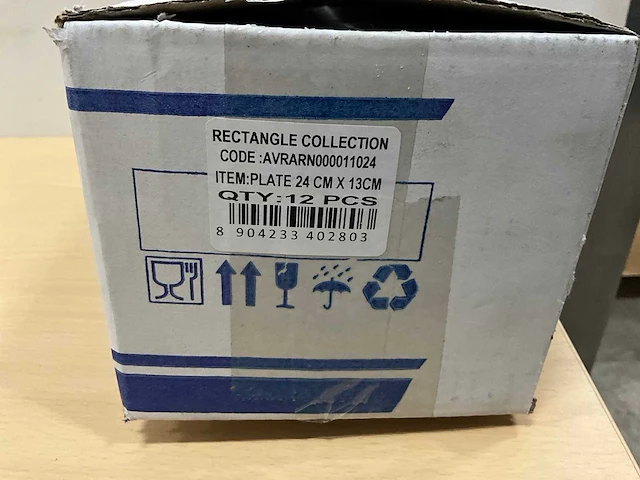 RECTANGLE COLLECTION
CODE :AVRARN000011024
ITEM:PLATE 24 CM X 13CM
QTY:12 PCS
8 904233 402803